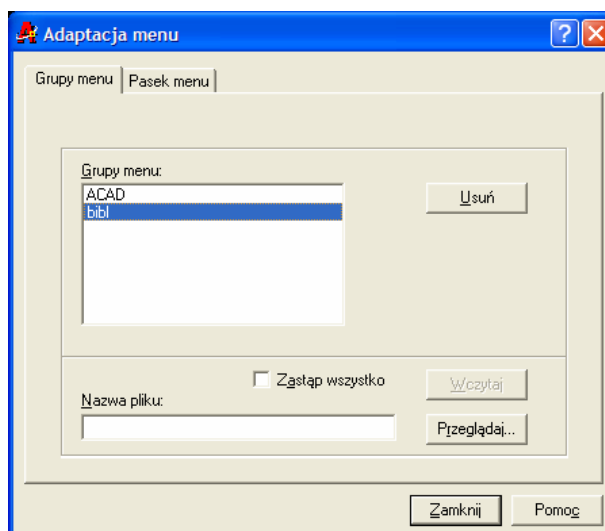 Adaptacja menu
Grupy menu
Pasek menu
Grupy menu:
ACAD
bibl
Usuń
Zastąp wszystko
Wczytaj
Nazwa pliku:
Przeglądaj...
Zamknij
Pomoc